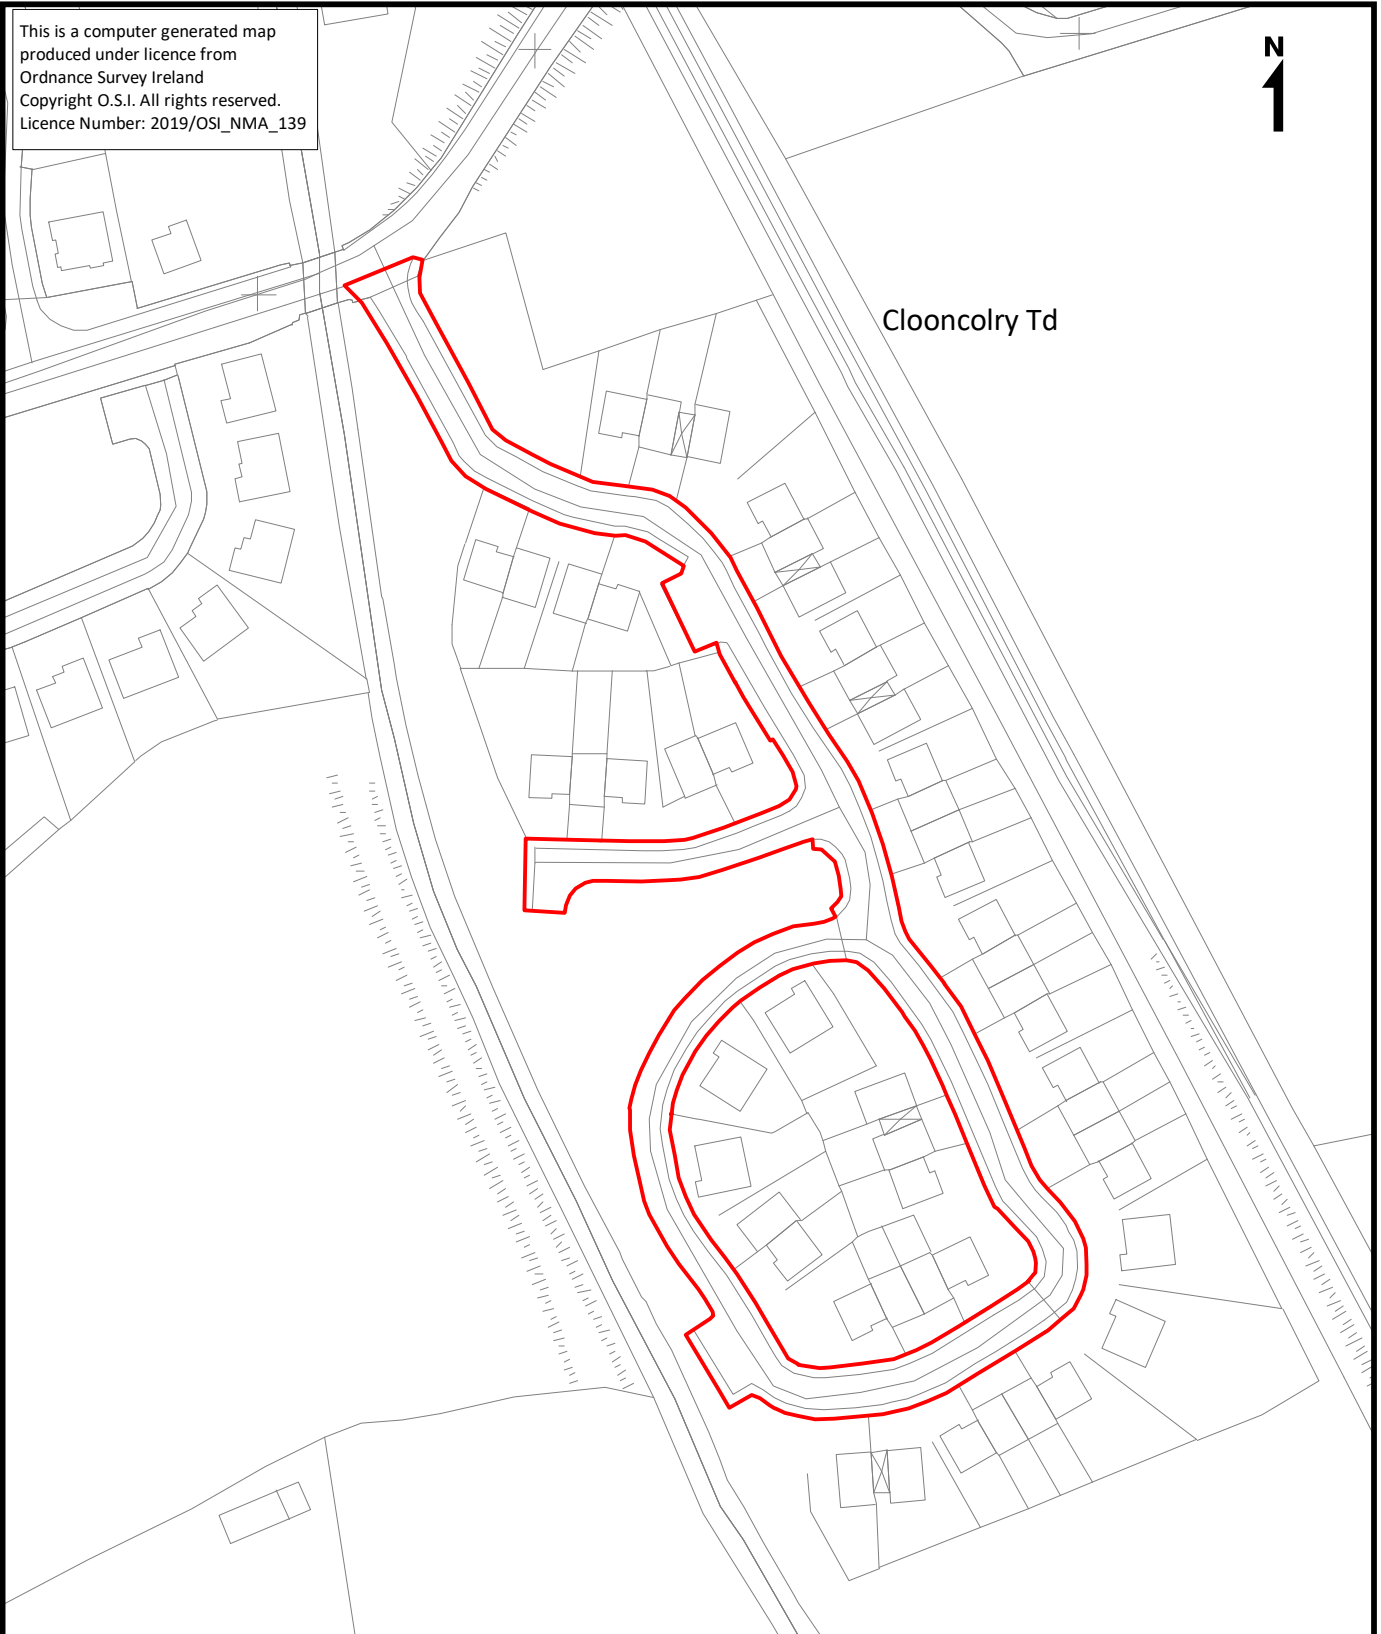 This is a computer generated map
produced under licence from
Ordnance Survey Ireland
Copyright O.S.I. All rights reserved.
Licence Number: 2019/OSI_NMA_139
N
Clooncolry Td